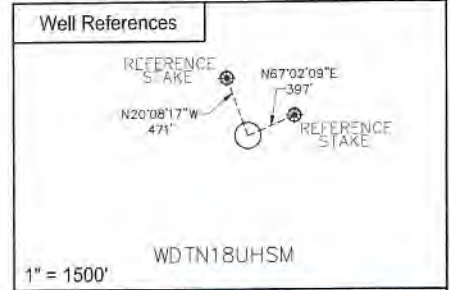 Well References
REFERENCE
STAKE
N67°02'09"E
397'
N20°08'17"W
471'
REFERENCE
STAKE
WDTN18UHSM
1" = 1500'